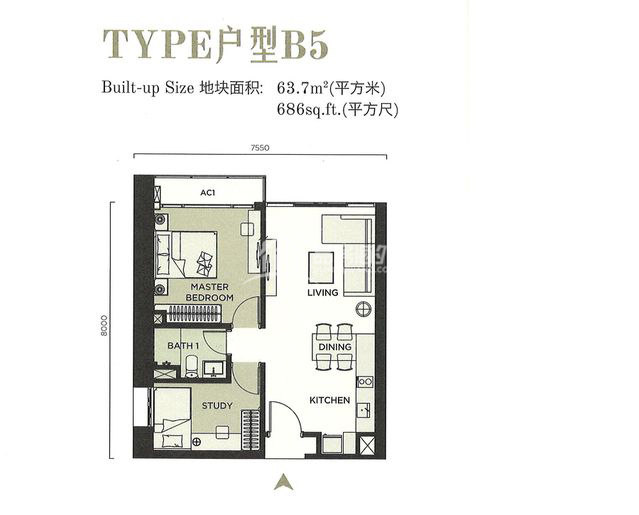 TYPE户型B5
Built-up Size 地块面积: 63.7m²(平方米)
686sq.ft.(平方尺)
7550
8000
AC1
MASTER
BEDROOM
LIVING
BATH 1
DINING
STUDY
KITCHEN